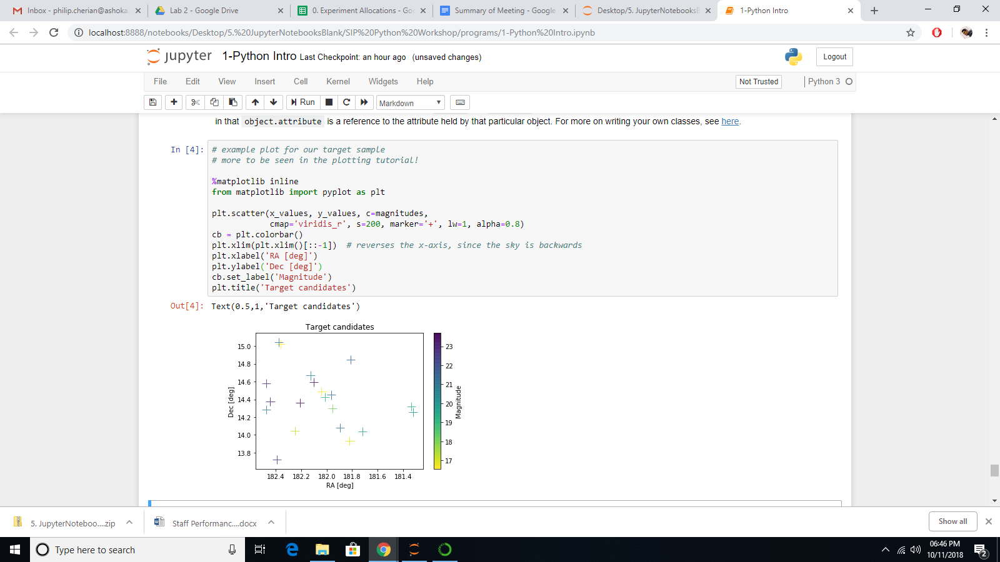 Inbox - philip.cherian@ashoka.
Lab 2 - Google Drive
0. Experiment Allocations - Goo
Summary of Meeting - Google
Desktop/5. JupyterNotebooksB
1-Python Intro
localhost:8888/notebooks/Desktop/5.%20JupyterNotebooksBlank/SIP%20Python%20Workshop/programs/1-Python%20Intro.ipynb
jupyter 1-Python Intro Last Checkpoint: an hour ago (unsaved changes)
Logout
File Edit View Insert Cell Kernel Widgets Help
Not Trusted
Python 3
Run
Markdown
in that object.attribute is a reference to the attribute held by that particular object. For more on writing your own classes, see here.
In [4]:
# example plot for our target sample
# more to be seen in the plotting tutorial!
%matplotlib inline
from matplotlib import pyplot as plt
plt.scatter(x_values, y_values, c=magnitudes,
cmap='viridis_r', s=200, marker='+', lw=1, alpha=0.8)
cb = plt.colorbar()
plt.xlim(plt.xlim()[::-1])  # reverses the x-axis, since the sky is backwards
plt.xlabel('RA [deg]')
plt.ylabel('Dec [deg]')
cb.set_label('Magnitude')
plt.title('Target candidates')
Out[4]: Text(0.5,1,'Target candidates')
Target candidates
15.0
14.8
14.6
14.4
14.2
14.0
13.8
Dec [deg]
182.4 182.2 182.0 181.8 181.6 181.4
RA [deg]
23
22
21
20
19
18
17
Magnitude
5. JupyterNoteboo....zip
Staff Performanc....docx
Show all
Type here to search
06:46 PM
10/11/2018
2